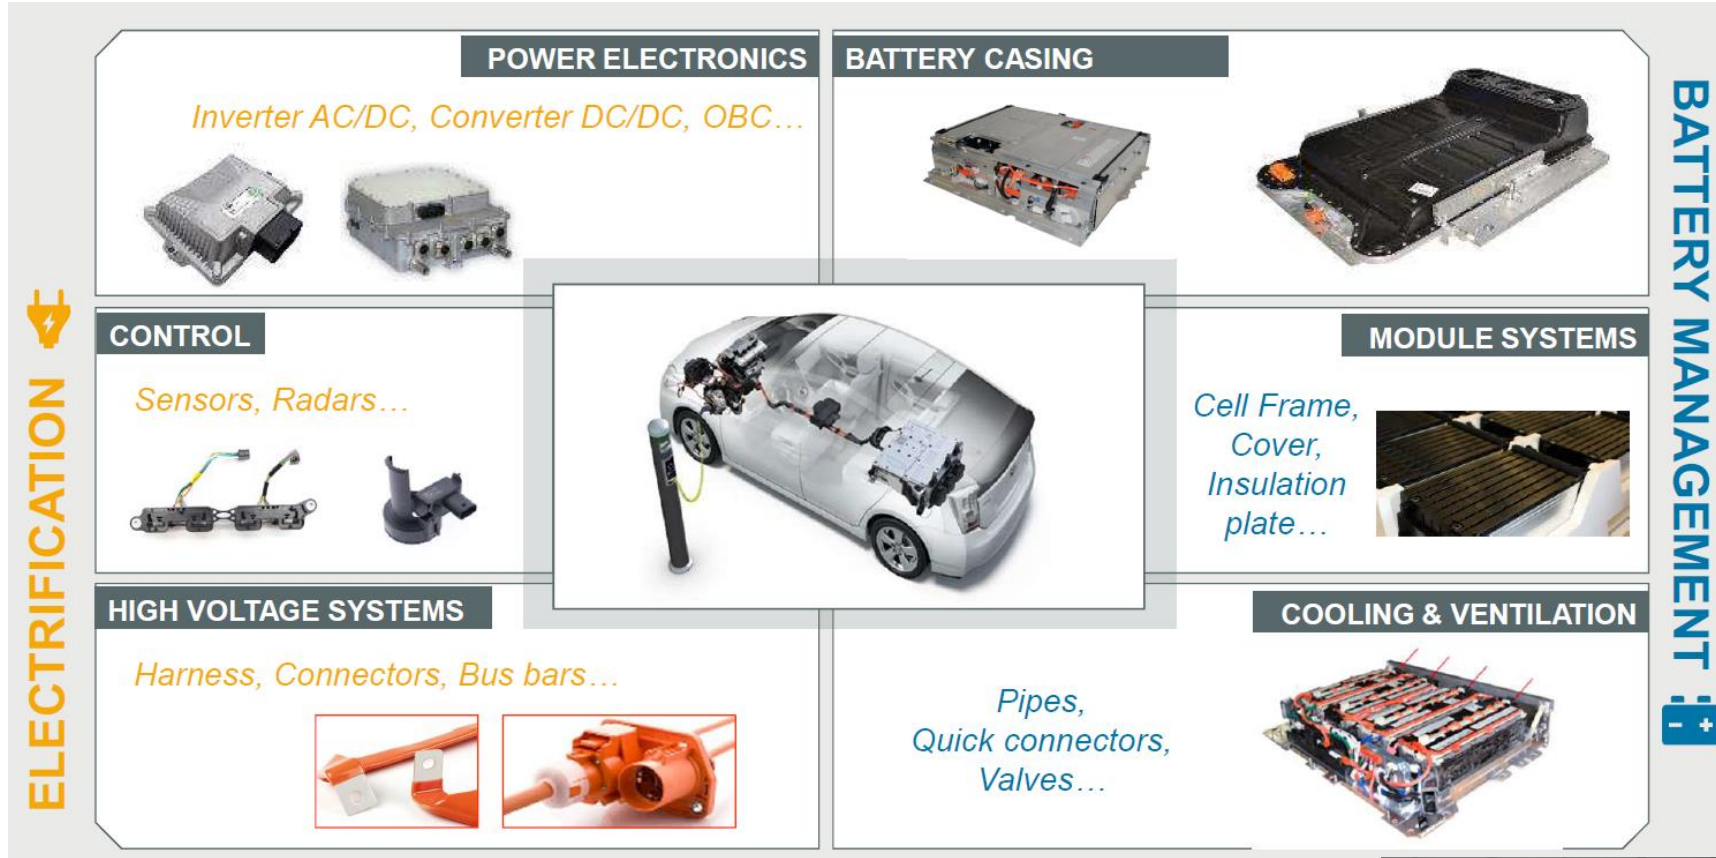 ELECTRIFICATION
POWER ELECTRONICS
Inverter AC/DC, Converter DC/DC, OBC…
CONTROL
Sensors, Radars…
HIGH VOLTAGE SYSTEMS
Harness, Connectors, Bus bars…
BATTERY CASING
MODULE SYSTEMS
Cell Frame,
Cover,
Insulation
plate…
COOLING & VENTILATION
Pipes,
Quick connectors,
Valves…
BATTERY MANAGEMENT
- +